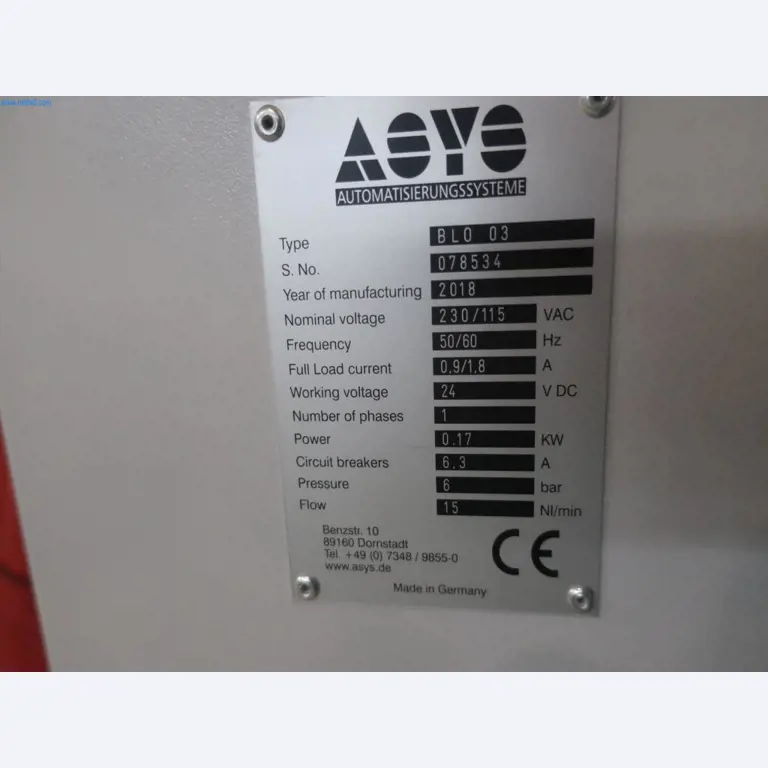 ASYS
AUTOMATISIERUNGSSYSTEME
Type BLO 03
S. No. 078534
Year of manufacturing 2018
Nominal voltage 230/115 VAC
Frequency 50/60 Hz
Full Load current 0,9/1,8 A
Working voltage 24 V DC
Number of phases 1
Power 0.17 KW
Circuit breakers 6.3 A
Pressure 6 bar
Flow 15 Nl/min
Benzstr. 10
89160 Dornstadt
Tel. +49 (0) 7348 / 9855-0
www.asys.de
CE
Made in Germany